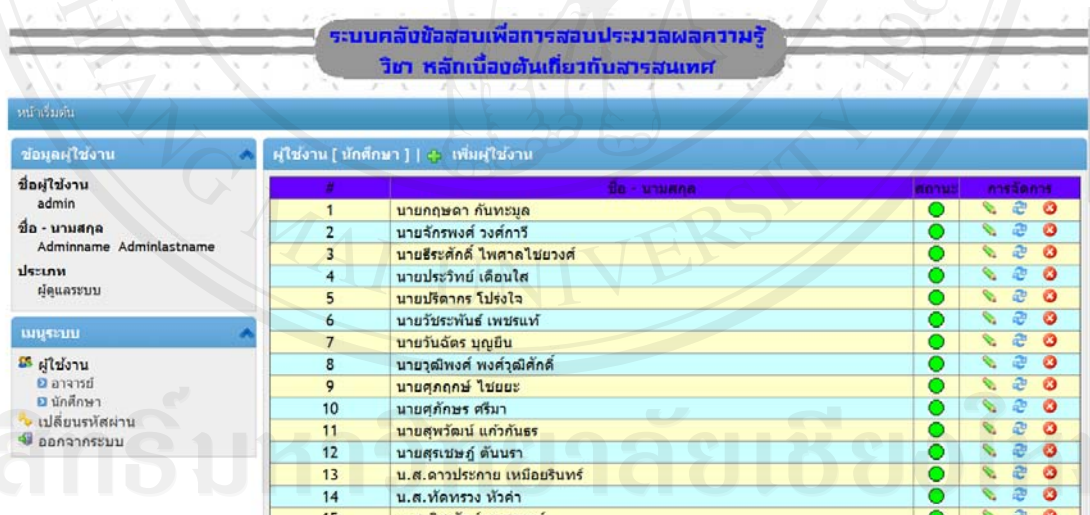 ระบบคลังข้อสอบเพื่อการสอบประมวลผลความรู้
วิชา หลักเบื้องต้นเกี่ยวกับสารสนเทศ
หน้าเริ่มต้น
ข้อมูลผู้ใช้งาน
ชื่อผู้ใช้งาน
admin
ชื่อ - นามสกุล
Adminname Adminlastname
ประเภท
ผู้ดูแลระบบ
เมนูระบบ
ผู้ใช้งาน
อาจารย์
นักศึกษา
เปลี่ยนรหัสผ่าน
ออกจากระบบ
ผู้ใช้งาน [ นักศึกษา ] | เพิ่มผู้ใช้งาน
# ชื่อ - นามสกุล สถานะ การจัดการ
1 นายกฤษดา กันทะมูล
2 นายจักรพงศ์ วงศ์กาวี
3 นายธีระศักดิ์ ไพศาลไชยวงศ์
4 นายประวิทย์ เดือนใส
5 นายปรีดากร โปร่งใจ
6 นายวัชระพันธ์ เพชรแท้
7 นายวันฉัตร บุญยืน
8 นายวุฒิพงศ์ พงศ์วุฒิศักดิ์
9 นายศุภฤกษ์ ไชยยะ
10 นายศุภักษร ศรีมา
11 นายสุพวัฒน์ แก้วกันธร
12 นายสุรเชษฎ์ ตันนรา
13 น.ส.ดาวประกาย เหมือยรินทร์
14 น.ส.ทัดทรวง หัวคำ
15
CHIANG MAI UNIVERSITY